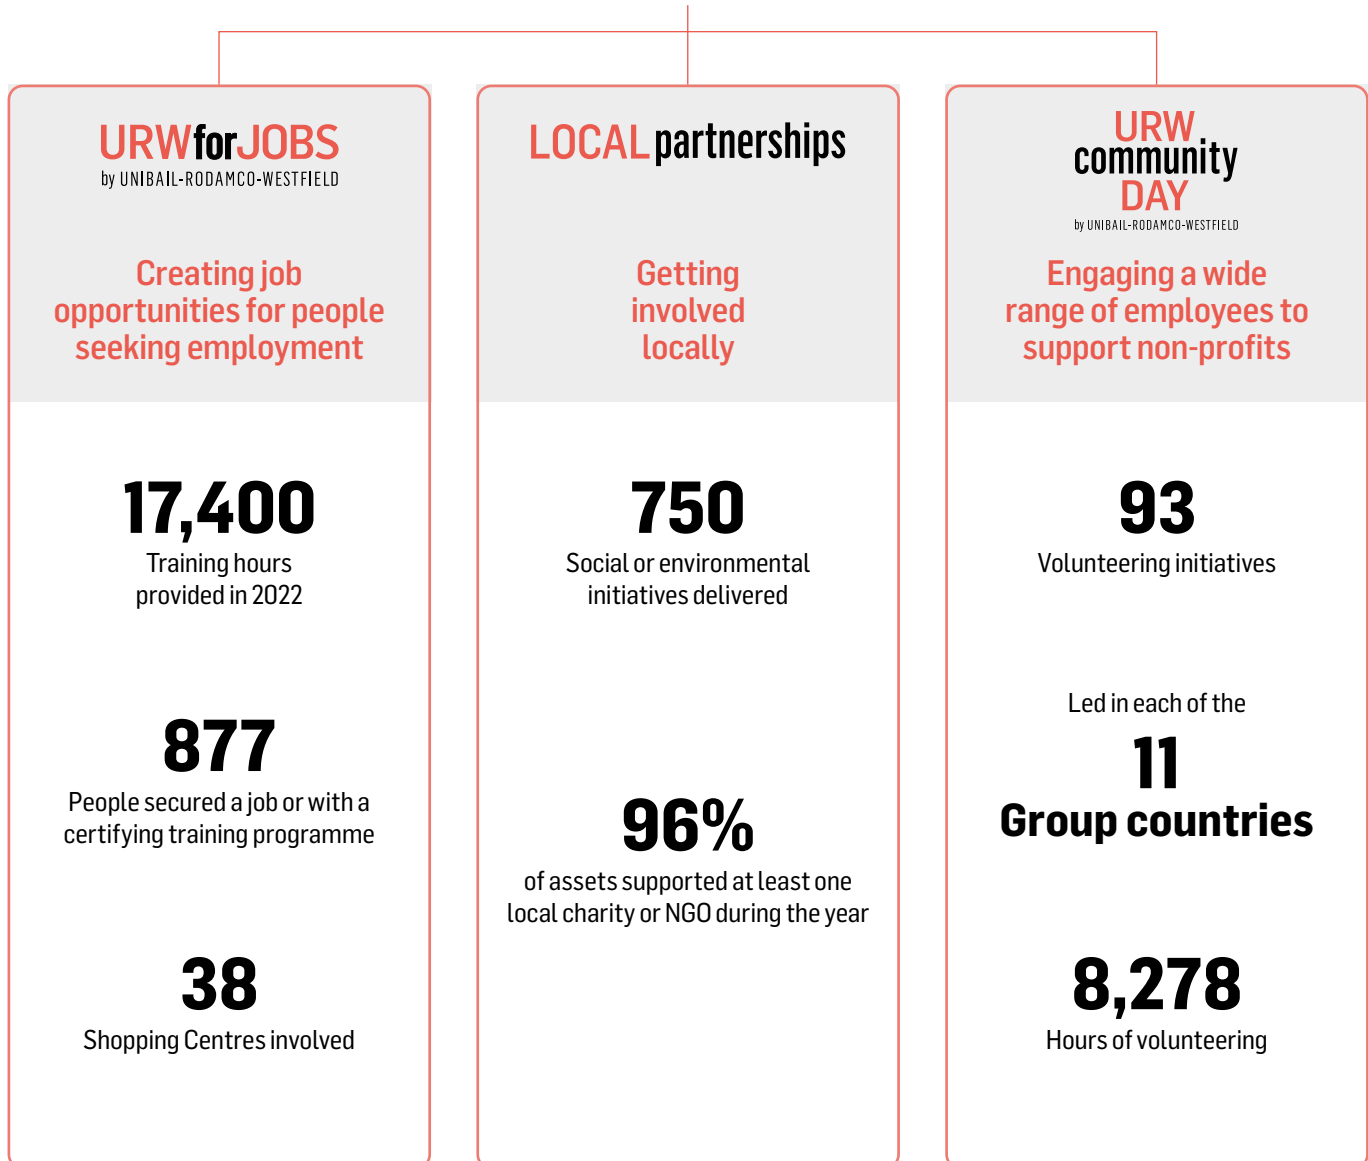 URWforJOBS
by UNIBAIL-RODAMCO-WESTFIELD
Creating job
opportunities for people
seeking employment
17,400
Training hours
provided in 2022
877
People secured a job or with a
certifying training programme
38
Shopping Centres involved
LOCAL partnerships
Getting
involved
locally
750
Social or environmental
initiatives delivered
96%
of assets supported at least one
local charity or NGO during the year
URW
community
DAY
by UNIBAIL-RODAMCO-WESTFIELD
Engaging a wide
range of employees to
support non-profits
93
Volunteering initiatives
Led in each of the
11
Group countries
8,278
Hours of volunteering